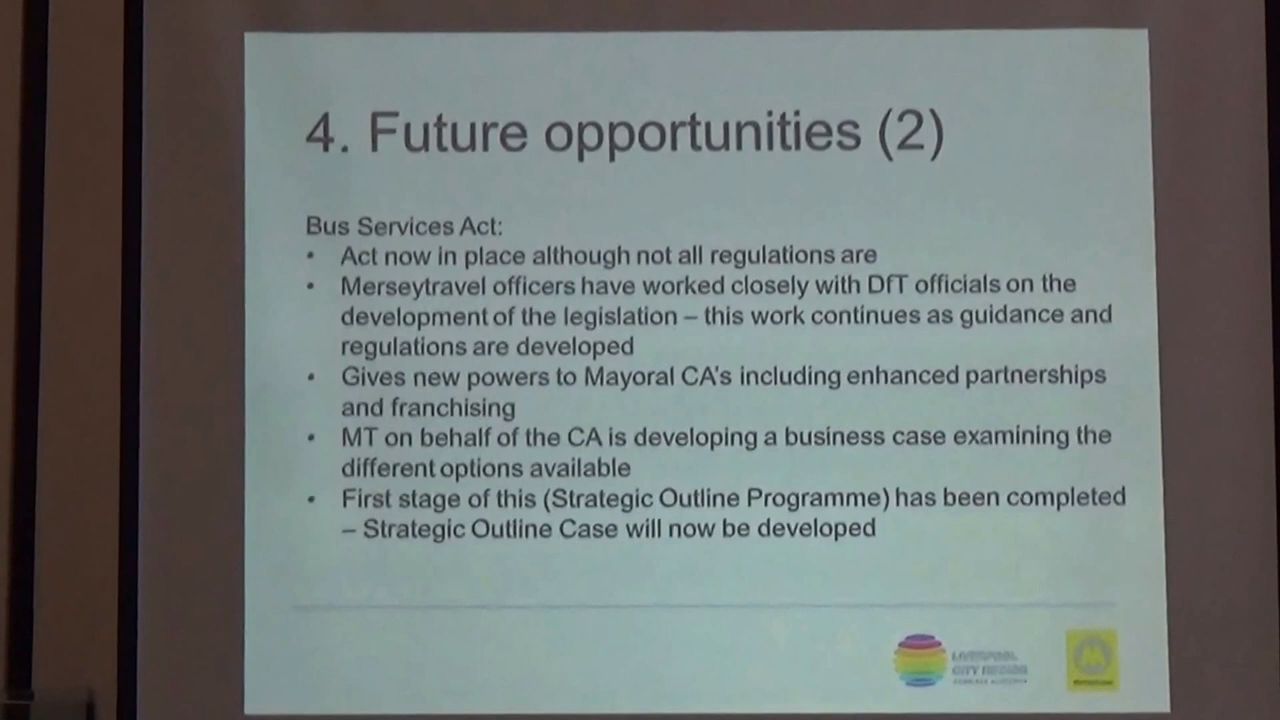 4. Future opportunities (2)
Bus Services Act:
• Act now in place although not all regulations are
• Merseytravel officers have worked closely with DfT officials on the
development of the legislation – this work continues as guidance and
regulations are developed
• Gives new powers to Mayoral CA's including enhanced partnerships
and franchising
• MT on behalf of the CA is developing a business case examining the
different options available
• First stage of this (Strategic Outline Programme) has been completed
– Strategic Outline Case will now be developed
LIVERPOOL
CITY REGION